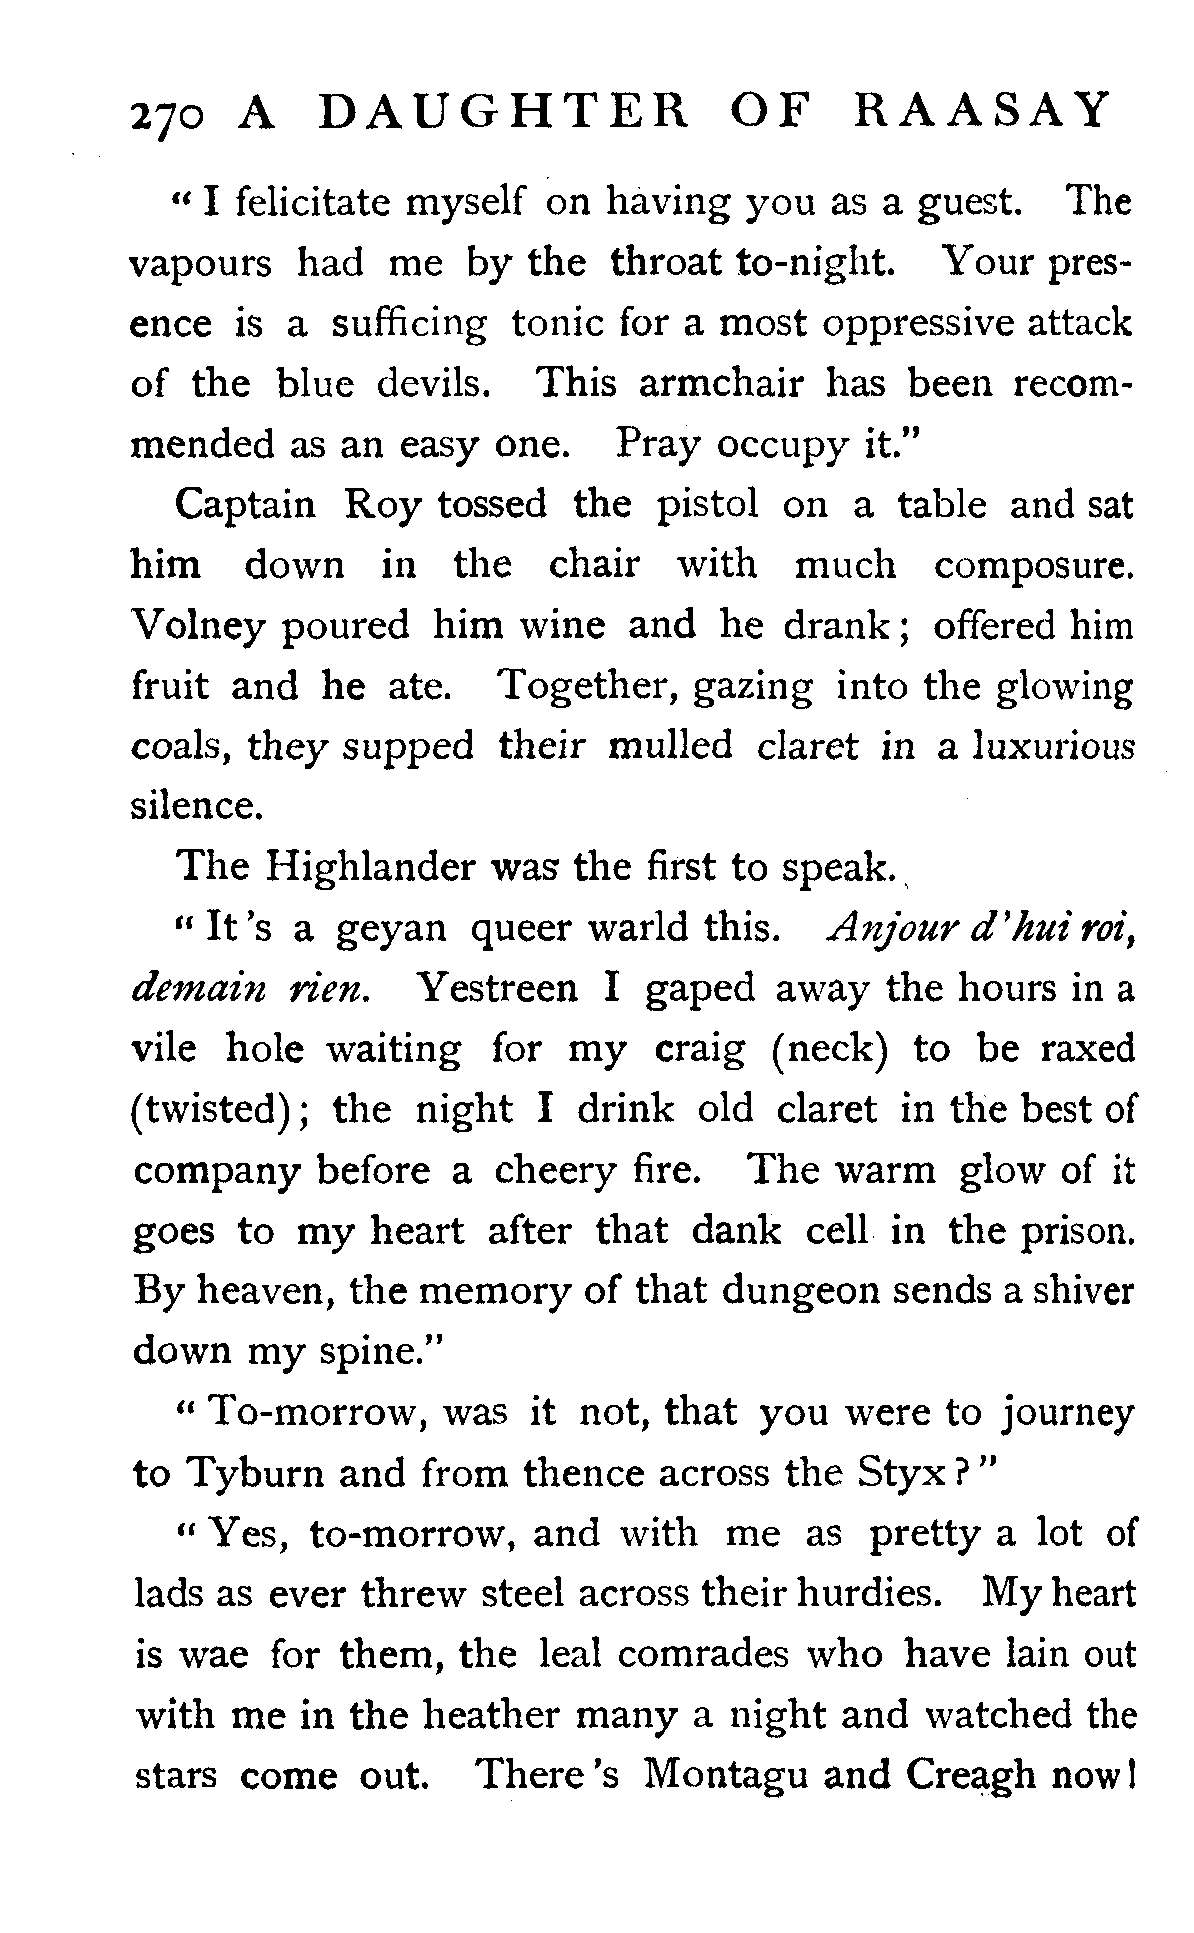 270 A DAUGHTER OF RAASAY
" I felicitate myself on having you as a guest. The
vapours had me by the throat to-night. Your pres-
ence is a sufficing tonic for a most oppressive attack
of the blue devils. This armchair has been recom-
mended as an easy one. Pray occupy it."
Captain Roy tossed the pistol on a table and sat
him down in the chair with much composure.
Volney poured him wine and he drank; offered him
fruit and he ate. Together, gazing into the glowing
coals, they supped their mulled claret in a luxurious
silence.
The Highlander was the first to speak.
" It 's a geyan queer warld this. Anjour d'hui roi,
demain rien. Yestreen I gaped away the hours in a
vile hole waiting for my craig (neck) to be raxed
(twisted); the night I drink old claret in the best of
company before a cheery fire. The warm glow of it
goes to my heart after that dank cell in the prison.
By heaven, the memory of that dungeon sends a shiver
down my spine."
" To-morrow, was it not, that you were to journey
to Tyburn and from thence across the Styx?"
" Yes, to-morrow, and with me as pretty a lot of
lads as ever threw steel across their hurdies. My heart
is wae for them, the leal comrades who have lain out
with me in the heather many a night and watched the
stars come out. There 's Montagu and Creagh now!